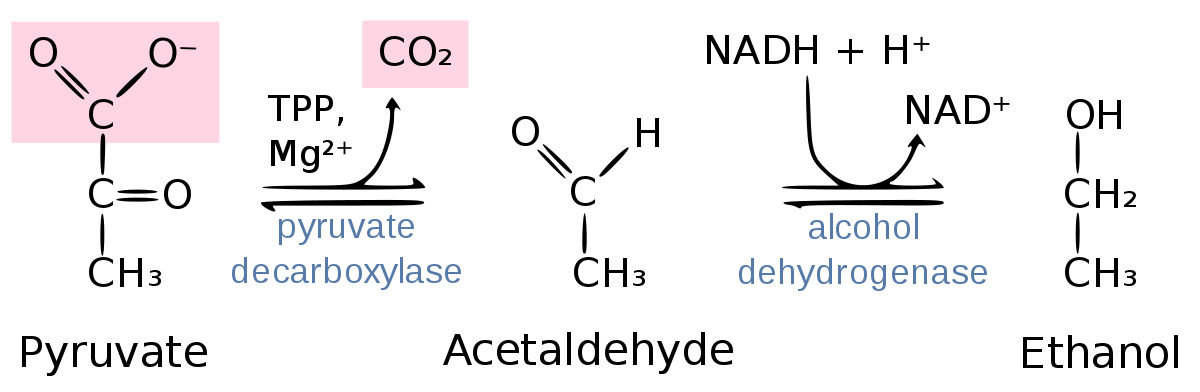 O O⁻
C
C O
CH₃
Pyruvate
TPP,
Mg²⁺
CO₂
pyruvate
decarboxylase
O H
C
CH₃
Acetaldehyde
NADH + H⁺
NAD⁺
alcohol
dehydrogenase
OH
CH₂
CH₃
Ethanol